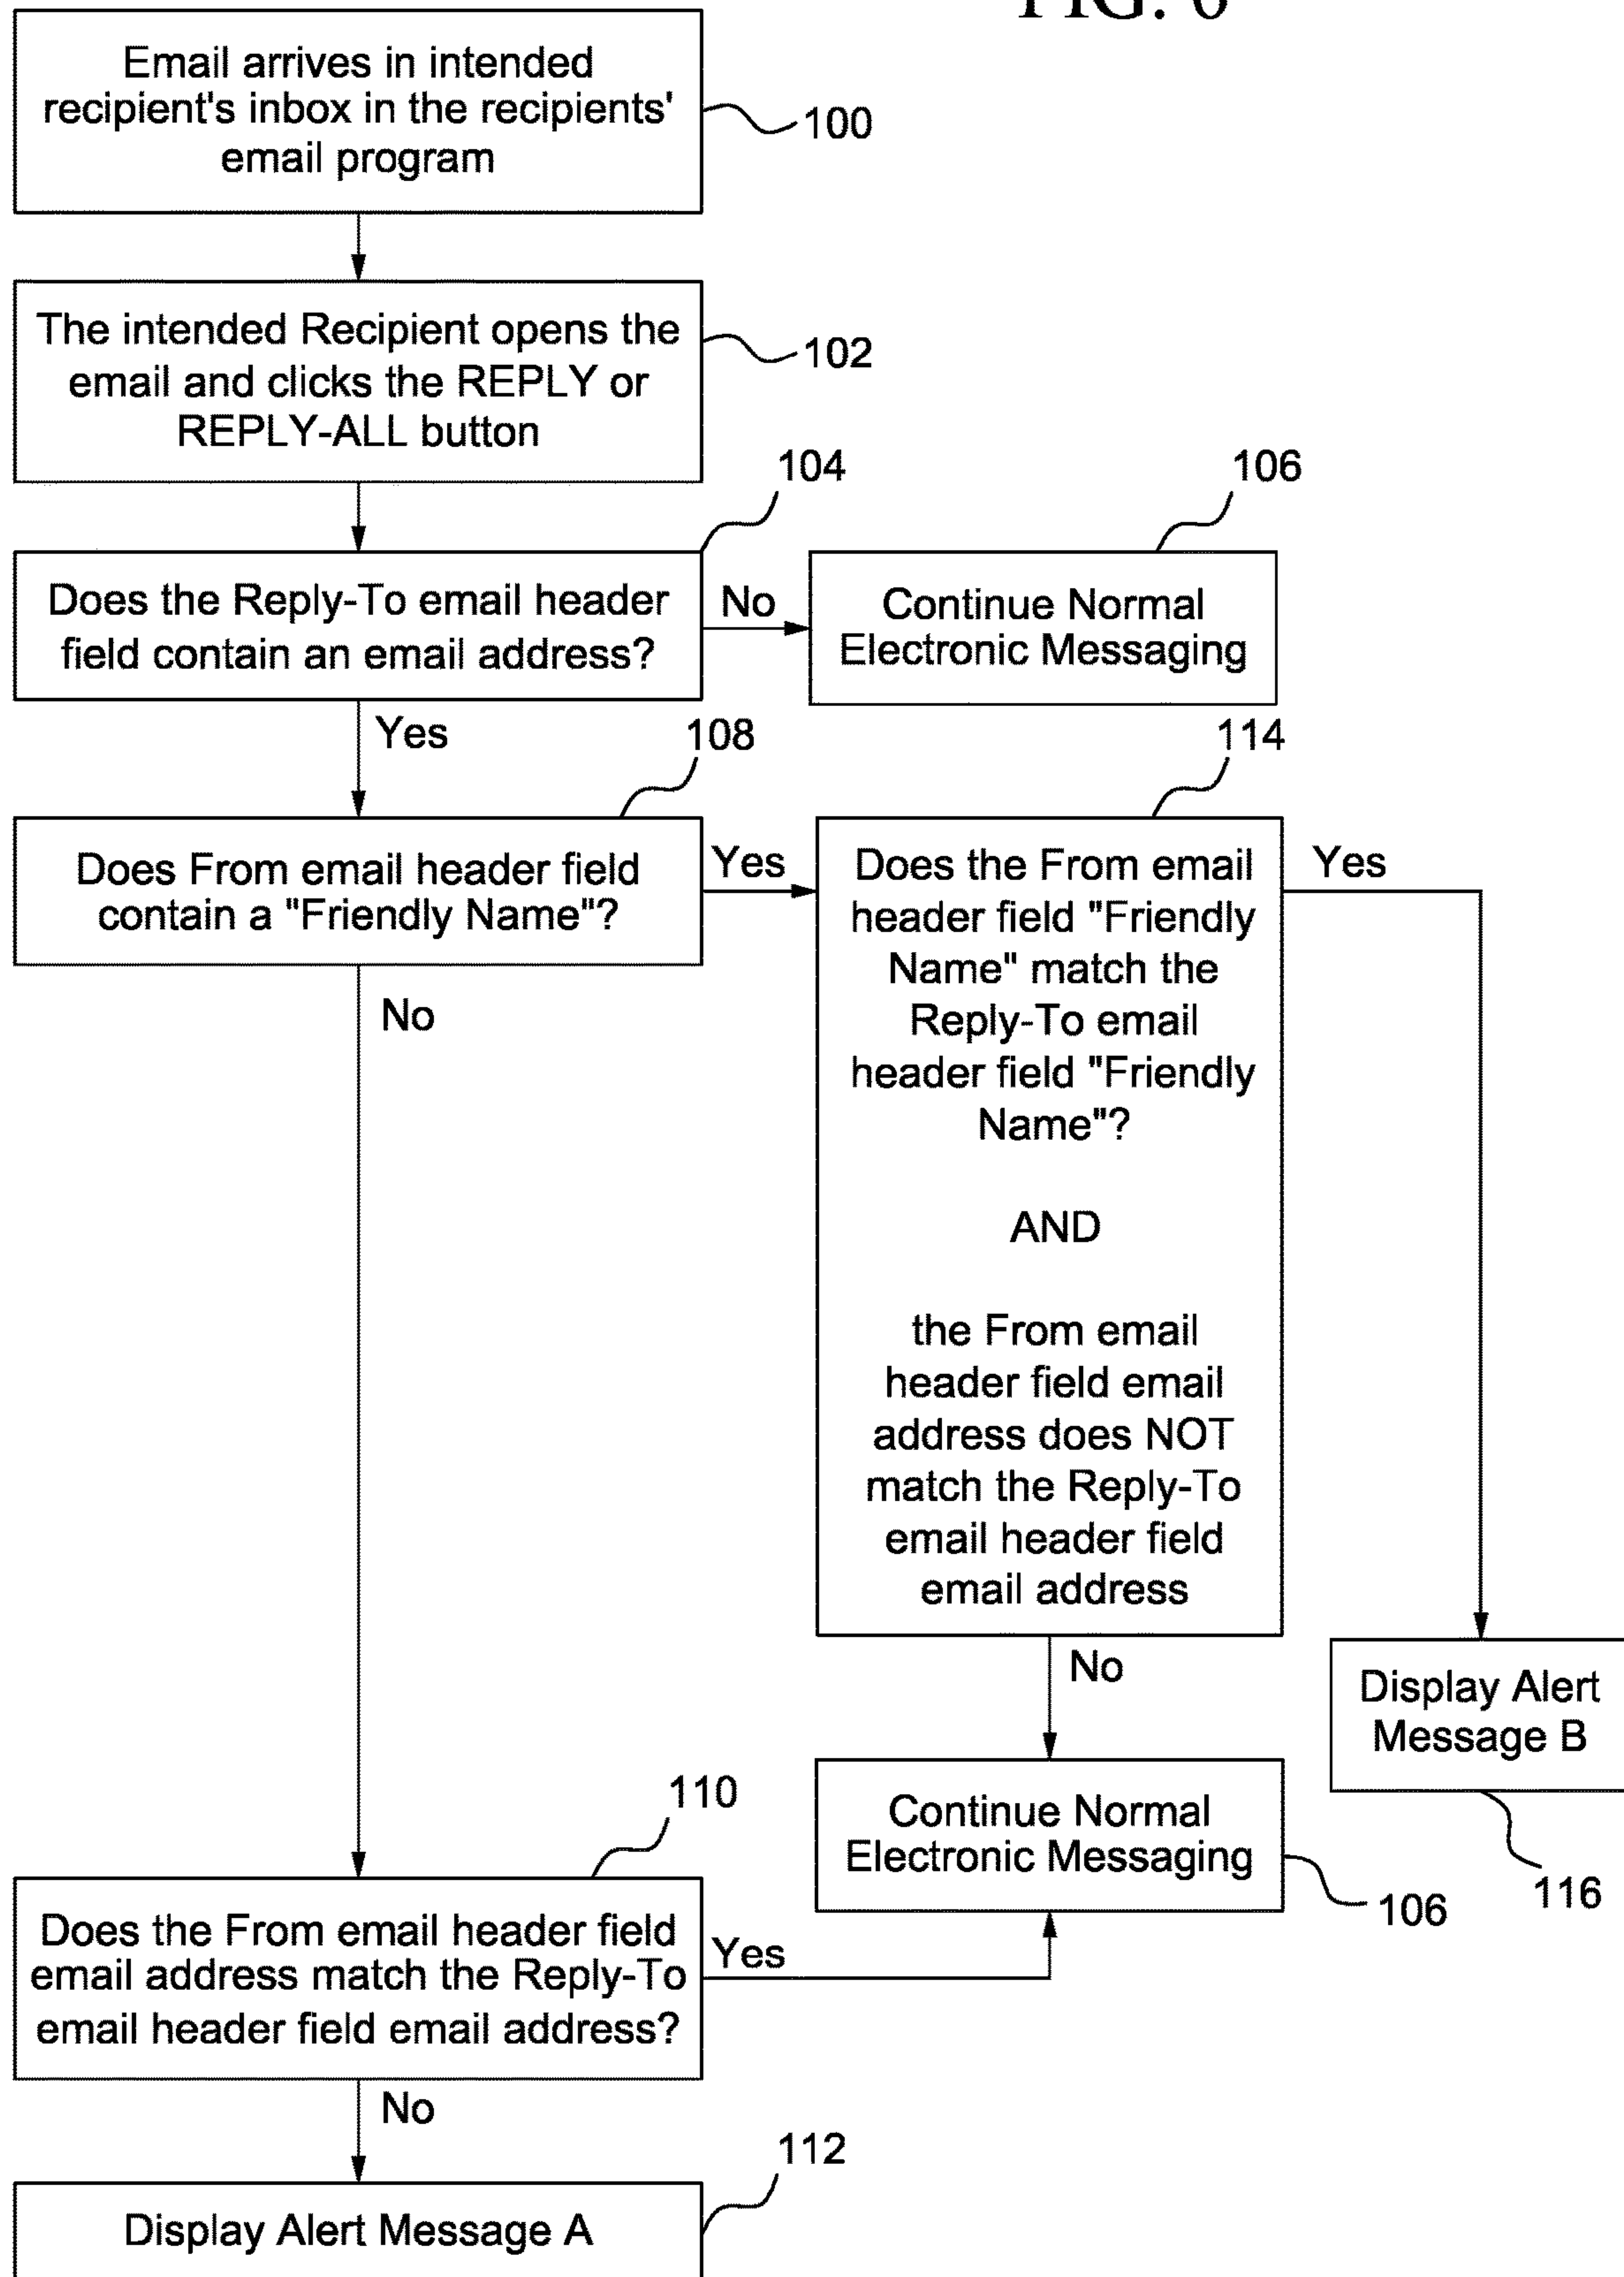 FIG. 6
Email arrives in intended
recipient's inbox in the recipients'
email program
100
The intended Recipient opens the
email and clicks the REPLY or
REPLY-ALL button
102
104
Does the Reply-To email header
field contain an email address?
No
106
Continue Normal
Electronic Messaging
Yes
108
Does From email header field
contain a "Friendly Name"?
Yes
114
Does the From email
header field "Friendly
Name" match the
Reply-To email
header field "Friendly
Name"?
AND
the From email
header field email
address does NOT
match the Reply-To
email header field
email address
Yes
No
No
Display Alert
Message B
116
Continue Normal
Electronic Messaging
106
110
Does the From email header field
email address match the Reply-To
email header field email address?
Yes
No
112
Display Alert Message A